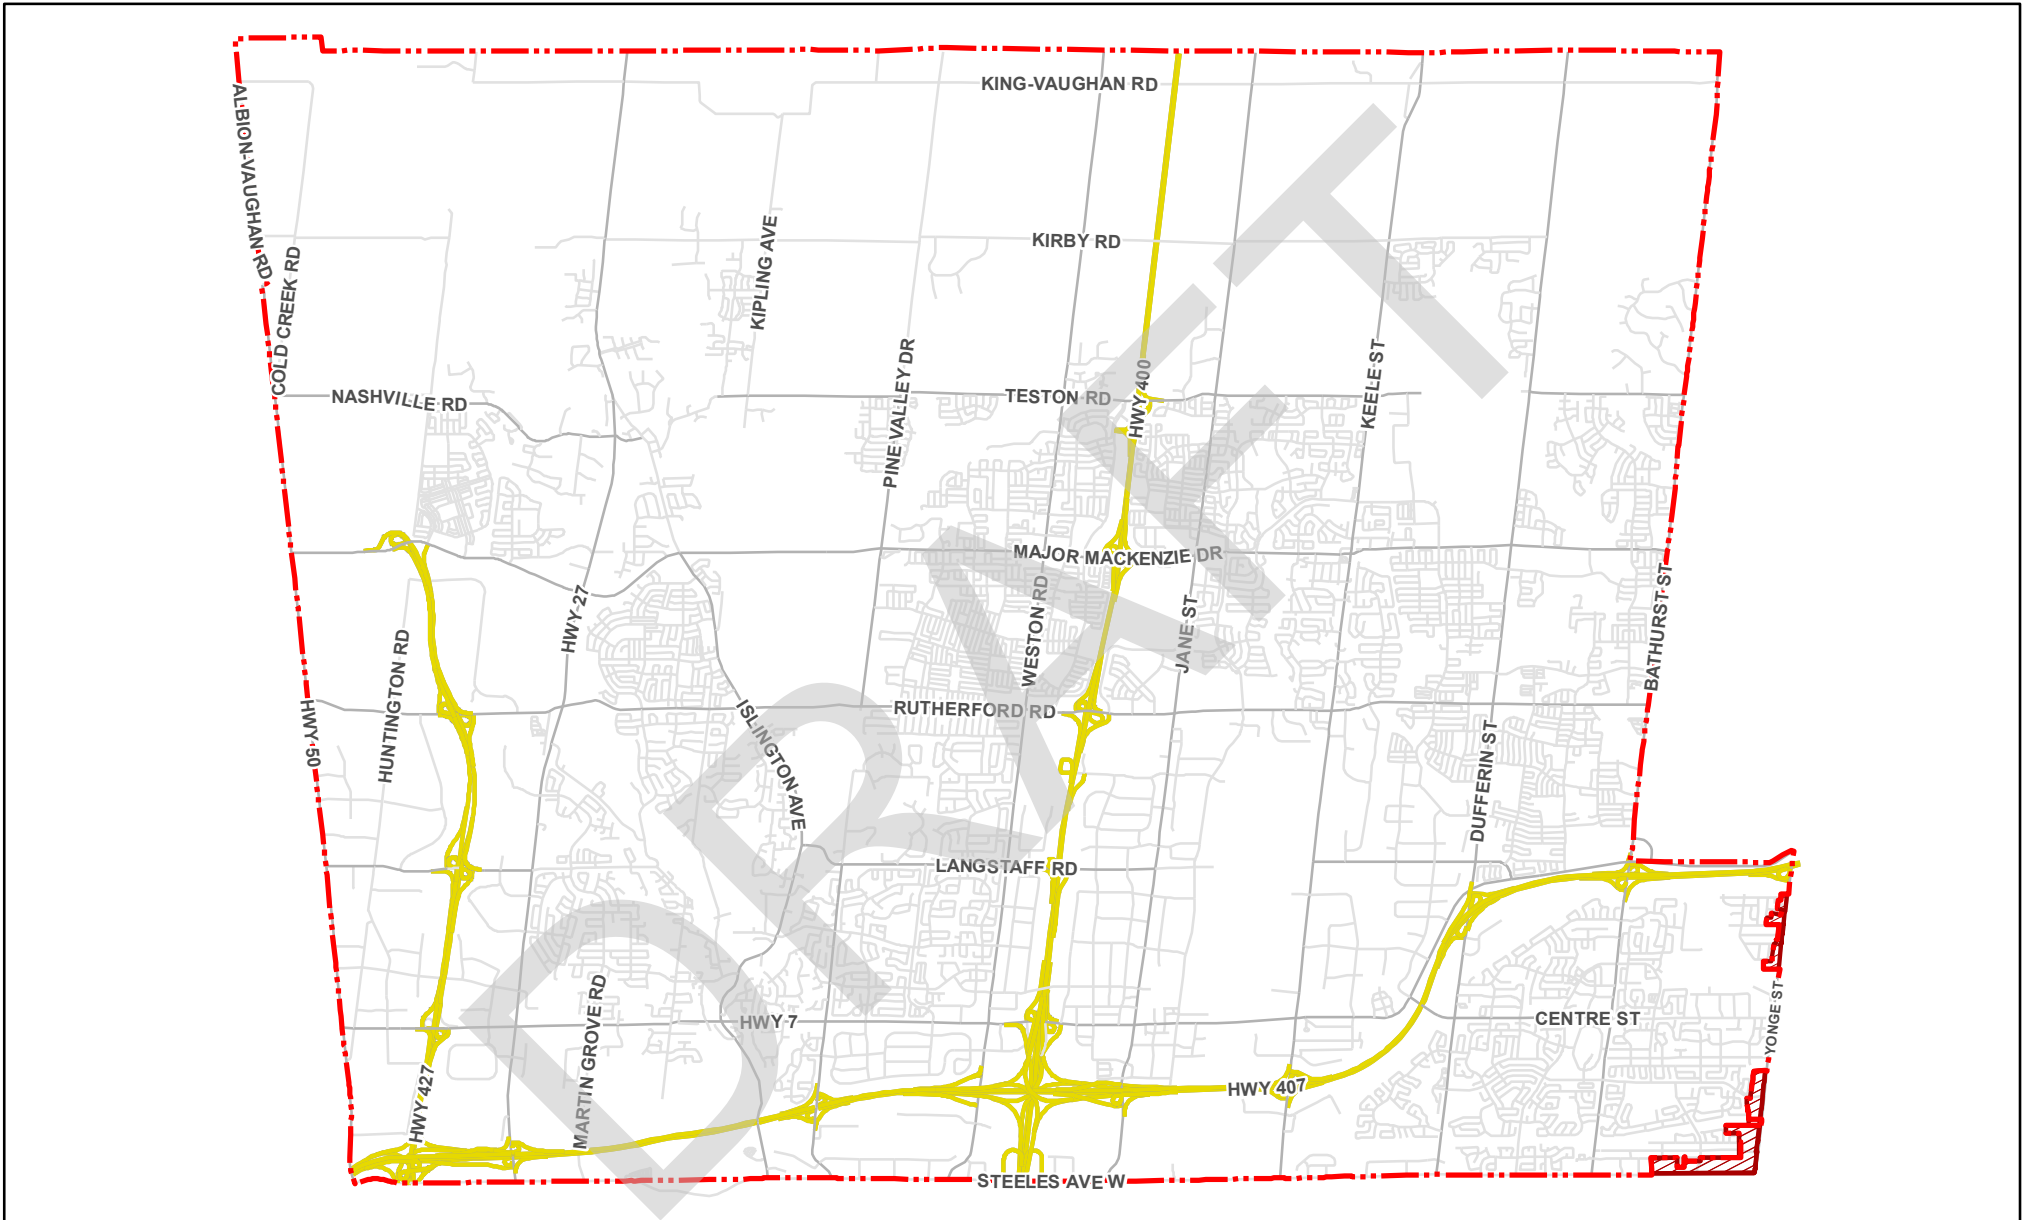 KING-VAUGHAN RD
ALBION-VAUGHAN RD
KIRBY RD
COLD CREEK RD
KIPLING AVE
NASHVILLE RD
PINE VALLEY DR
TESTON RD
HWY 400
KEELE ST
MAJOR MACKENZIE DR
HWY 27
WESTON RD
JANE ST
BATHURST ST
HUNTINGTON RD
HWY 50
ISLINGTON AVE
RUTHERFORD RD
DUFFERIN ST
LANGSTAFF RD
MARTIN GROVE RD
HWY 7
CENTRE ST
YONGE ST
HWY 427
HWY 407
STEELES AVE W
DRAFT